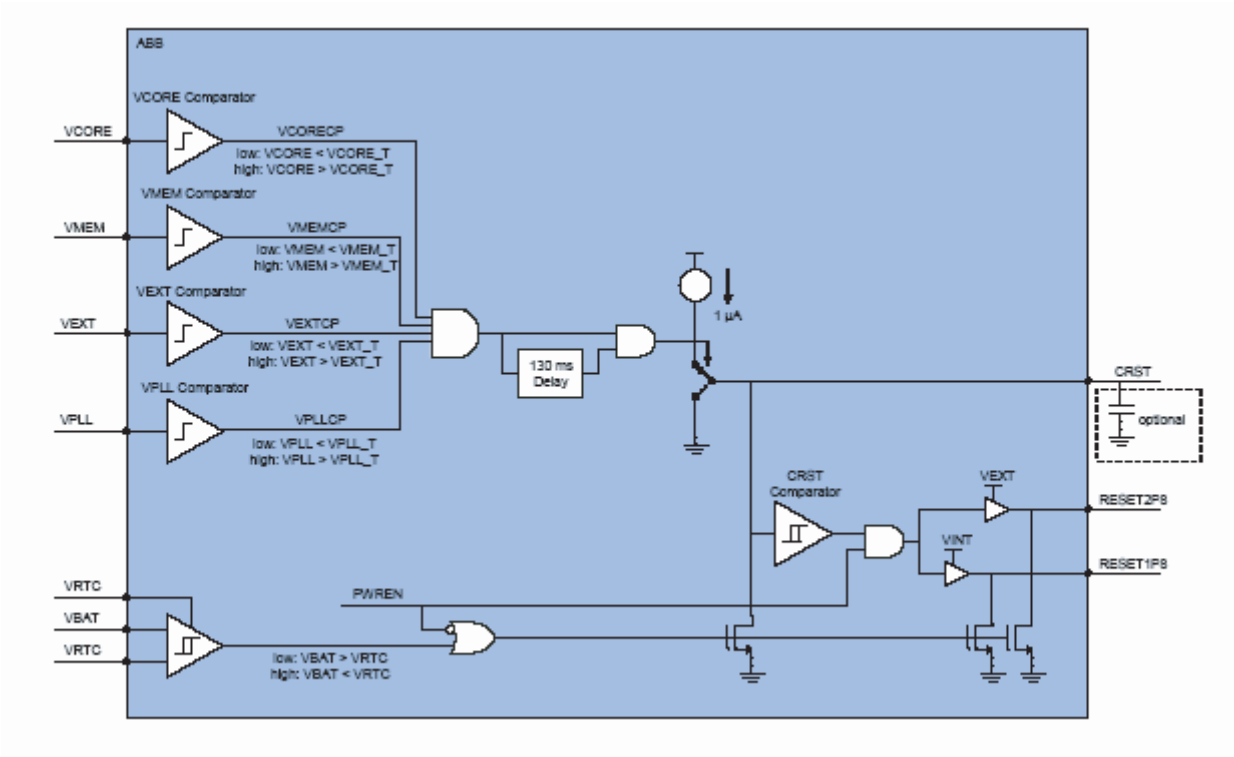 ABB
VCORE Comparator
VCORE
VCORECP
low: VCORE < VCORE_T
high: VCORE > VCORE_T
VMEM Comparator
VMEM
VMEMCP
low: VMEM < VMEM_T
high: VMEM > VMEM_T
VEXT Comparator
VEXT
VEXTCP
low: VEXT < VEXT_T
high: VEXT > VEXT_T
1 µA
130 ms
Delay
CRST
optional
VPLL Comparator
VPLL
VPLLCP
low: VPLL < VPLL_T
high: VPLL > VPLL_T
CRST
Comparator
VEXT
RESET2P8
VINT
RESET1P8
VRTC
PWREN
VBAT
VRTC
low: VBAT > VRTC
high: VBAT < VRTC